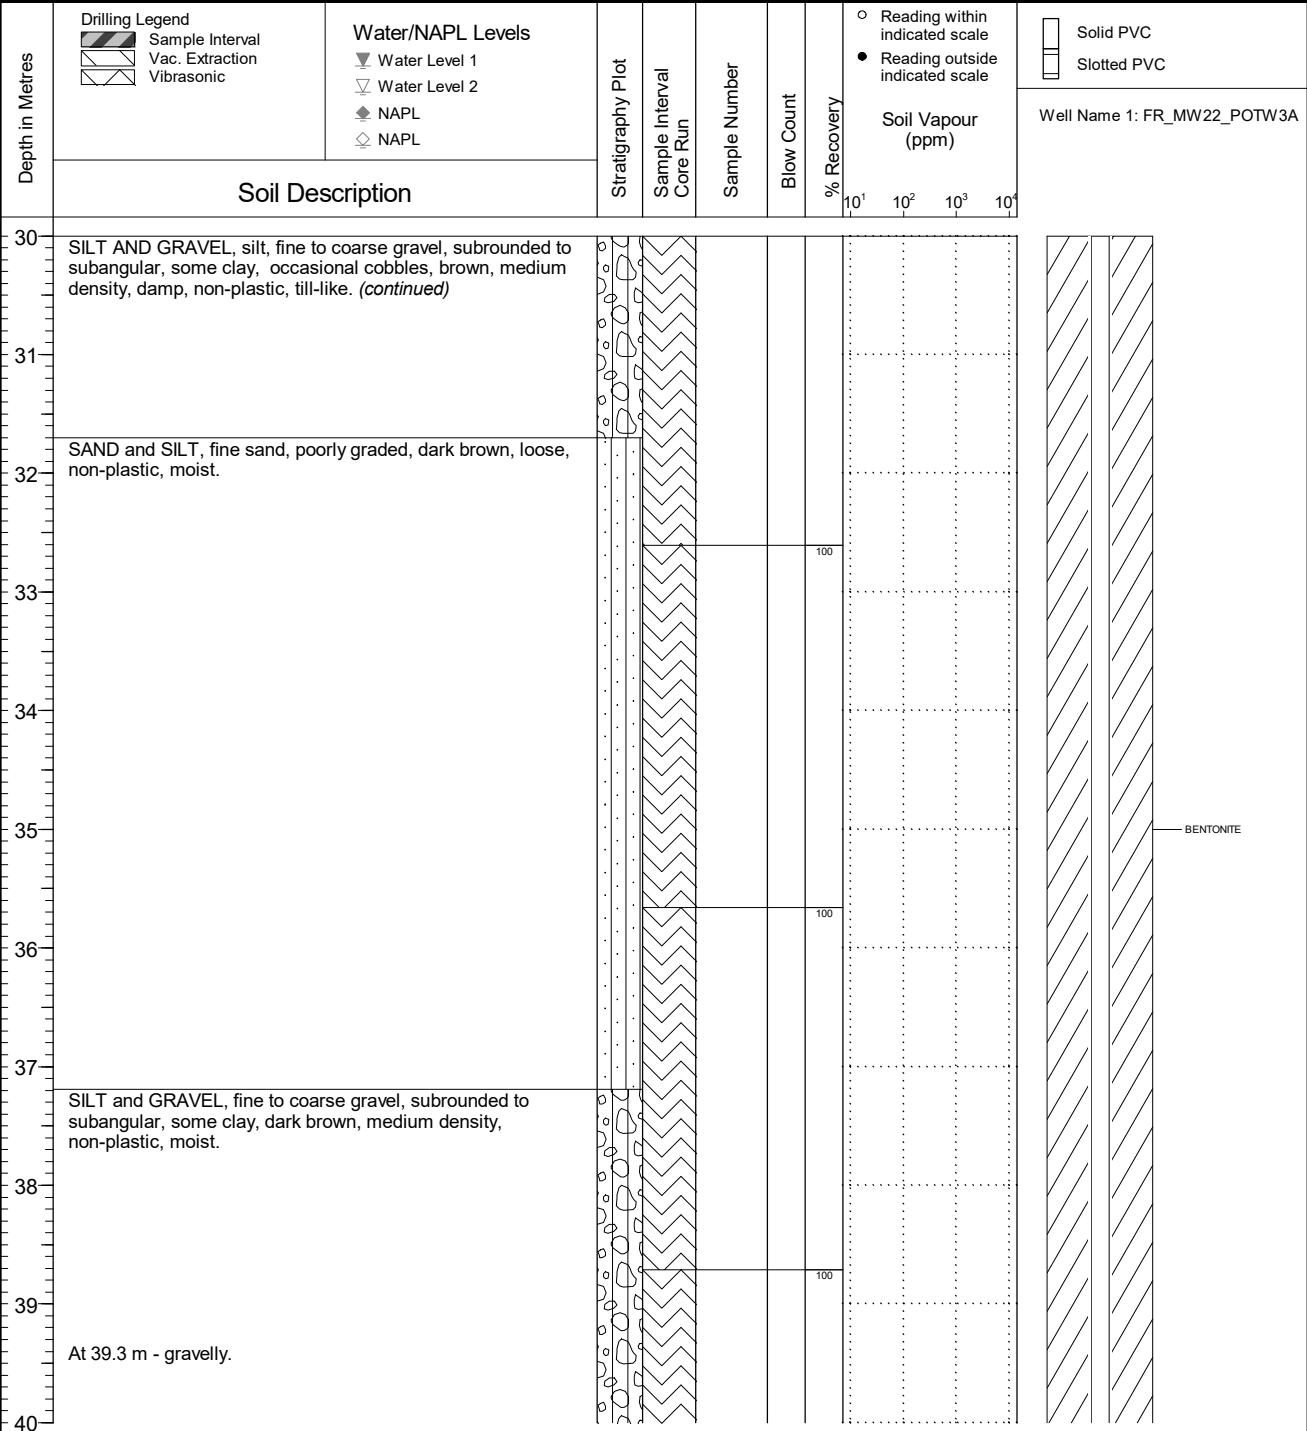 Depth in Metres
Drilling Legend
Sample Interval
Vac. Extraction
Vibrasonic
Water/NAPL Levels
Water Level 1
Water Level 2
NAPL
NAPL
Soil Description
Stratigraphy Plot
Sample Interval
Core Run
Sample Number
Blow Count
% Recovery
Reading within
indicated scale
Reading outside
indicated scale
Soil Vapour
(ppm)
10¹ 10² 10³ 10⁴
Solid PVC
Slotted PVC
Well Name 1: FR_MW22_POTW3A
30
SILT AND GRAVEL, silt, fine to coarse gravel, subrounded to
subangular, some clay, occasional cobbles, brown, medium
density, damp, non-plastic, till-like. (continued)
31
SAND and SILT, fine sand, poorly graded, dark brown, loose,
non-plastic, moist.
32
100
33
34
35
BENTONITE
100
36
37
SILT and GRAVEL, fine to coarse gravel, subrounded to
subangular, some clay, dark brown, medium density,
non-plastic, moist.
38
100
39
At 39.3 m - gravelly.
40